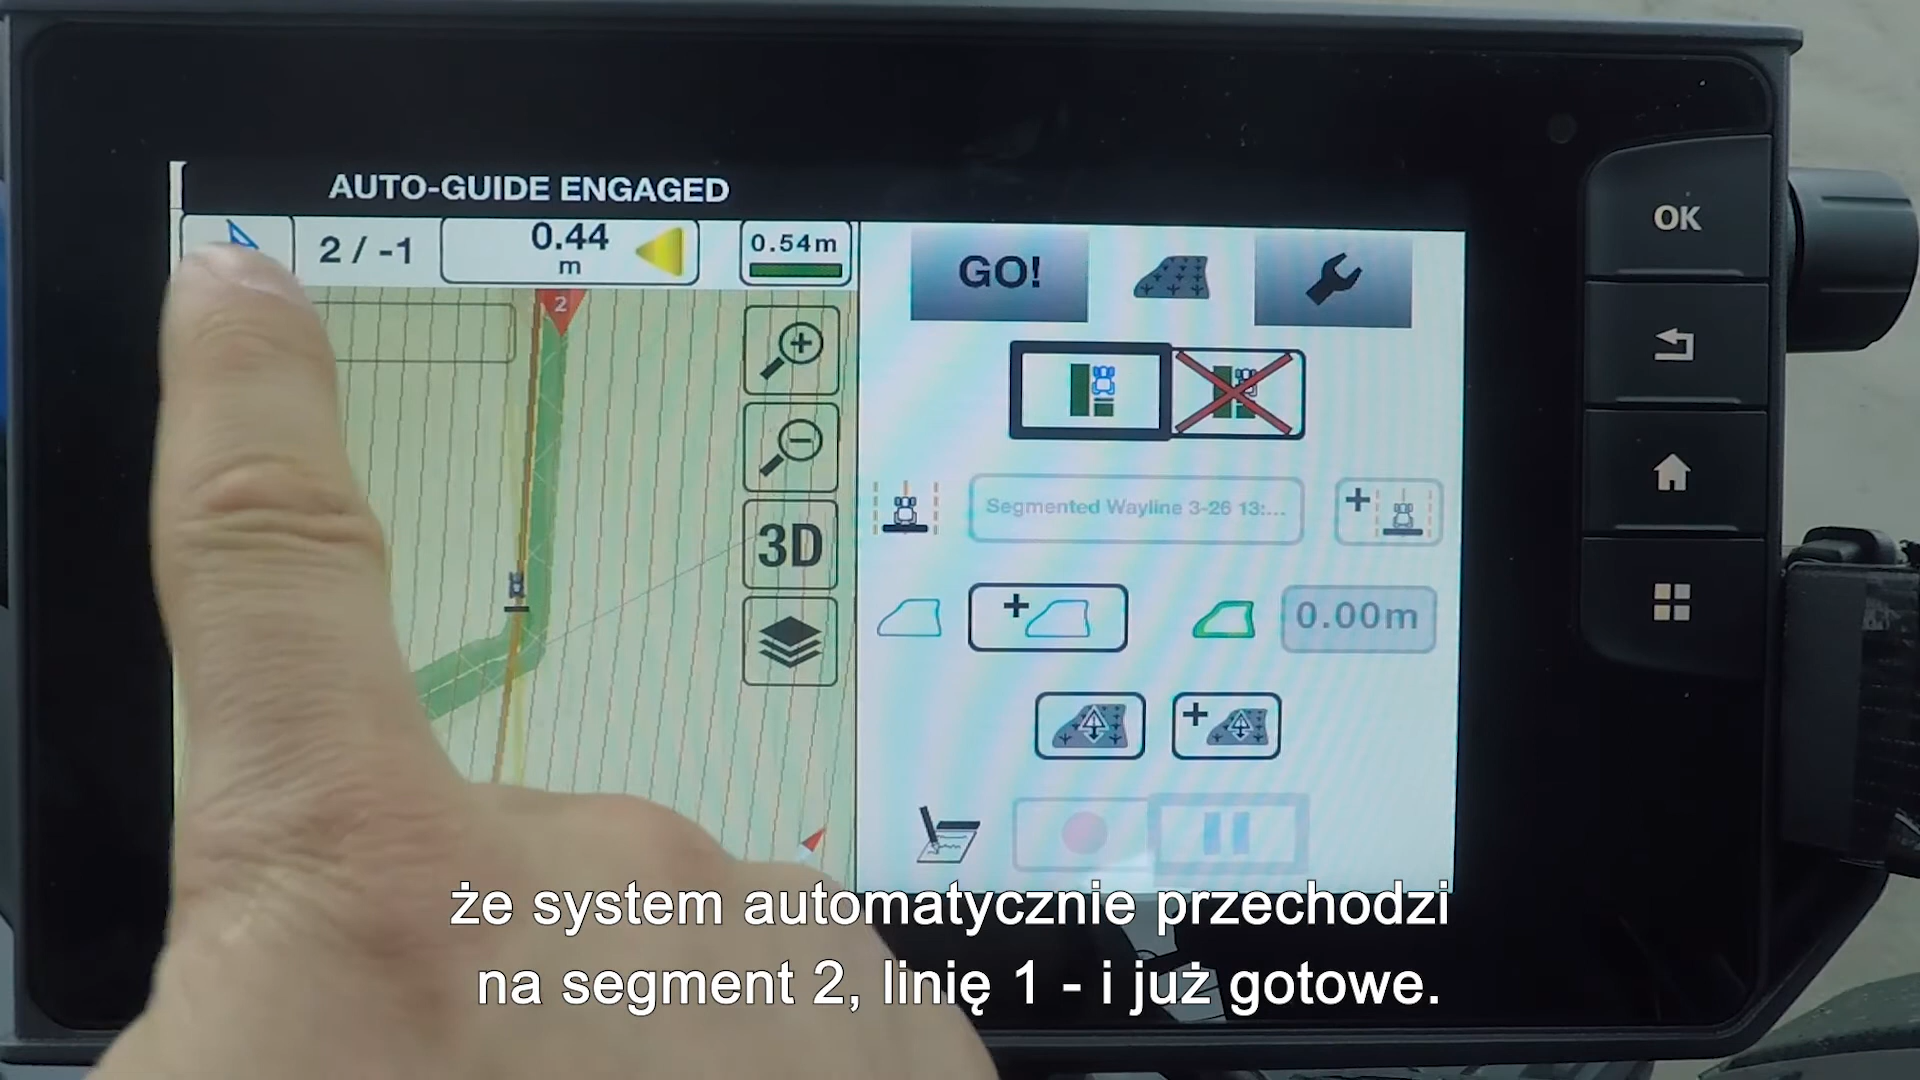 AUTO-GUIDE ENGAGED
2 / -1
0.44
m
0.54m
GO!
OK
2
3D
Segmented Wayline 3-26 13:...
0.00m
że system automatycznie przechodzi
na segment 2, linię 1 - i już gotowe.